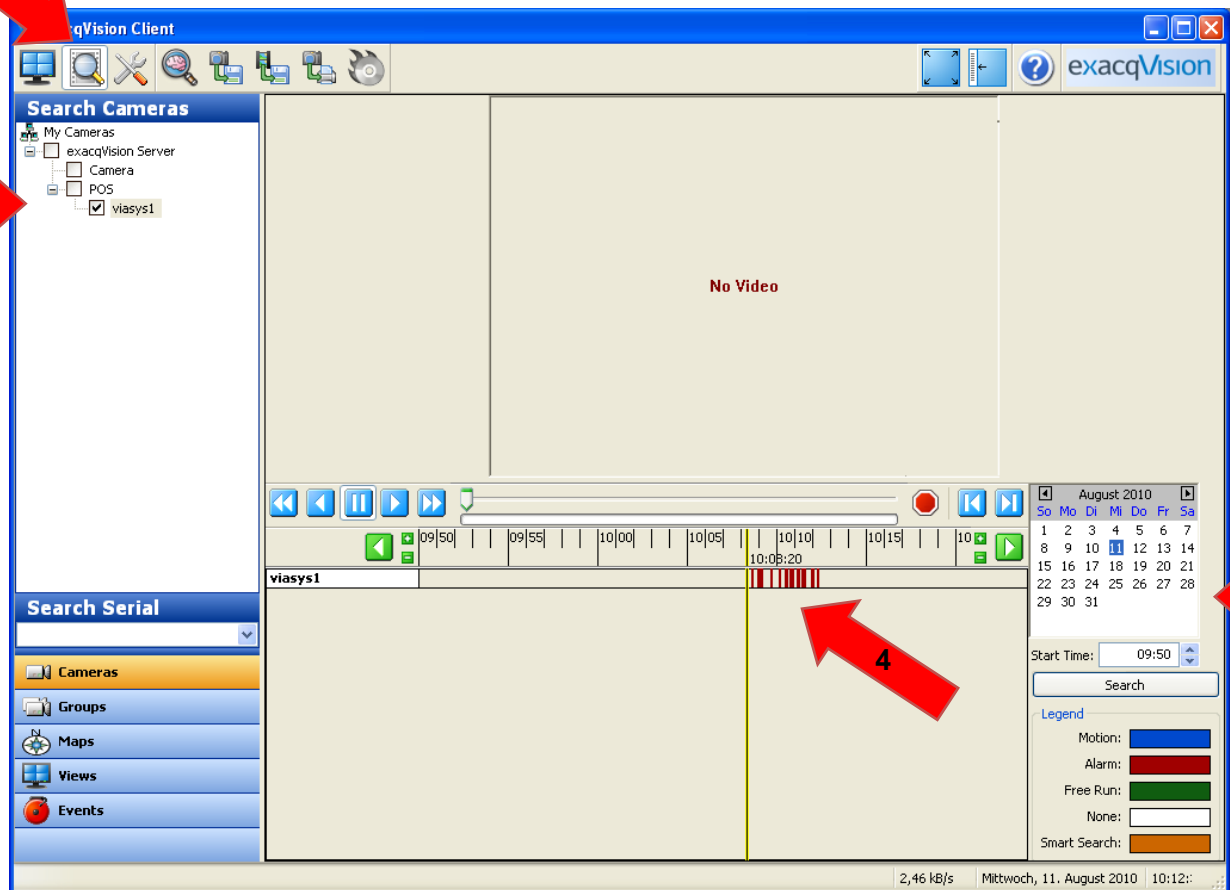 qVision Client
exacqVision
Search Cameras
My Cameras
exacqVision Server
Camera
POS
viasys1
No Video
09|50 09|55 10|00 10|05 10|10 10|15 10
10:08:20
viasys1
4
August 2010
So Mo Di Mi Do Fr Sa
1 2 3 4 5 6 7
8 9 10 11 12 13 14
15 16 17 18 19 20 21
22 23 24 25 26 27 28
29 30 31
Start Time: 09:50
Search
Legend
Motion:
Alarm:
Free Run:
None:
Smart Search:
Search Serial
Cameras
Groups
Maps
Views
Events
2,46 kB/s Mittwoch, 11. August 2010 10:12: